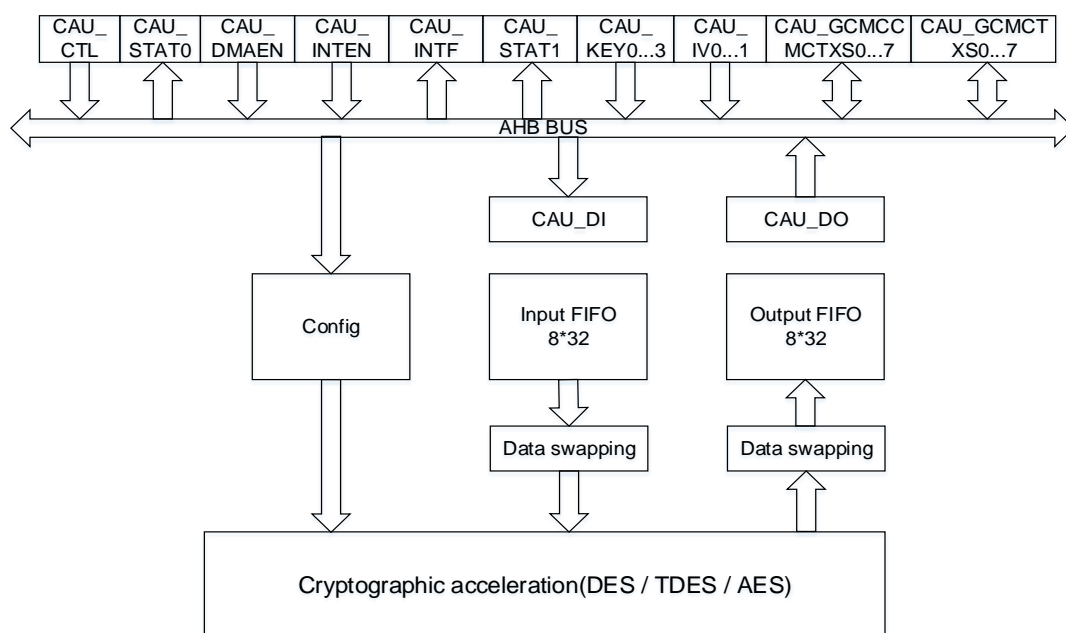 CAU_
CTL
CAU_
STAT0
CAU_
DMAEN
CAU_
INTEN
CAU_
INTF
CAU_
STAT1
CAU_
KEY0...3
CAU_
IV0...1
CAU_GCMCC
MCTXS0...7
CAU_GCMCT
XS0...7
AHB BUS
CAU_DI
CAU_DO
Config
Input FIFO
8*32
Output FIFO
8*32
Data swapping
Data swapping
Cryptographic acceleration(DES / TDES / AES)